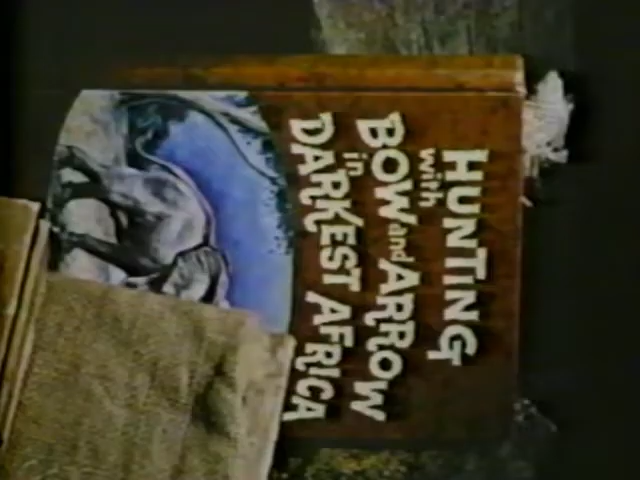 HUNTING
with
BOW and ARROW
in
DARKEST AFRICA